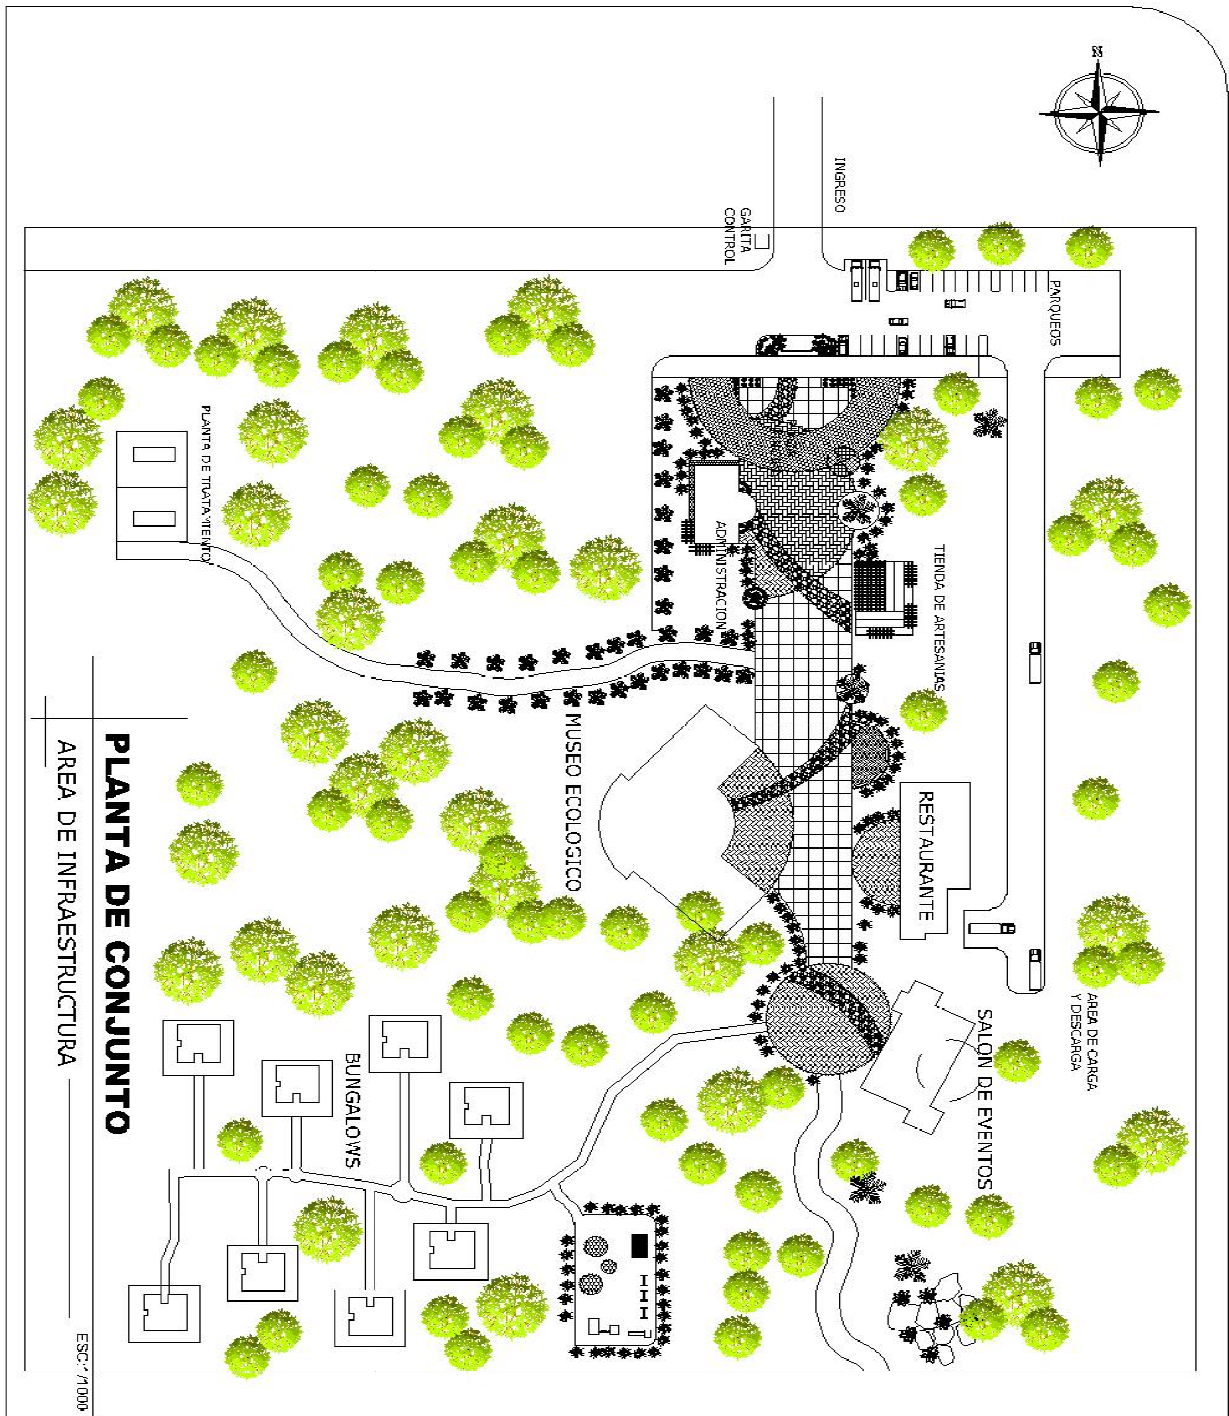 INGRESO
GARITA
CONTROL
PARQUEOS
PLANTA DE TRATAMIENTO
ADMINISTRACION
TIENDA DE ARTESANIAS
MUSEO ECOLOGICO
RESTAURANTE
AREA DE CARGA
Y DESCARGA
SALON DE EVENTOS
BUNGALOWS
PLANTA DE CONJUNTO
AREA DE INFRAESTRUCTURA
ESC: 1/1000